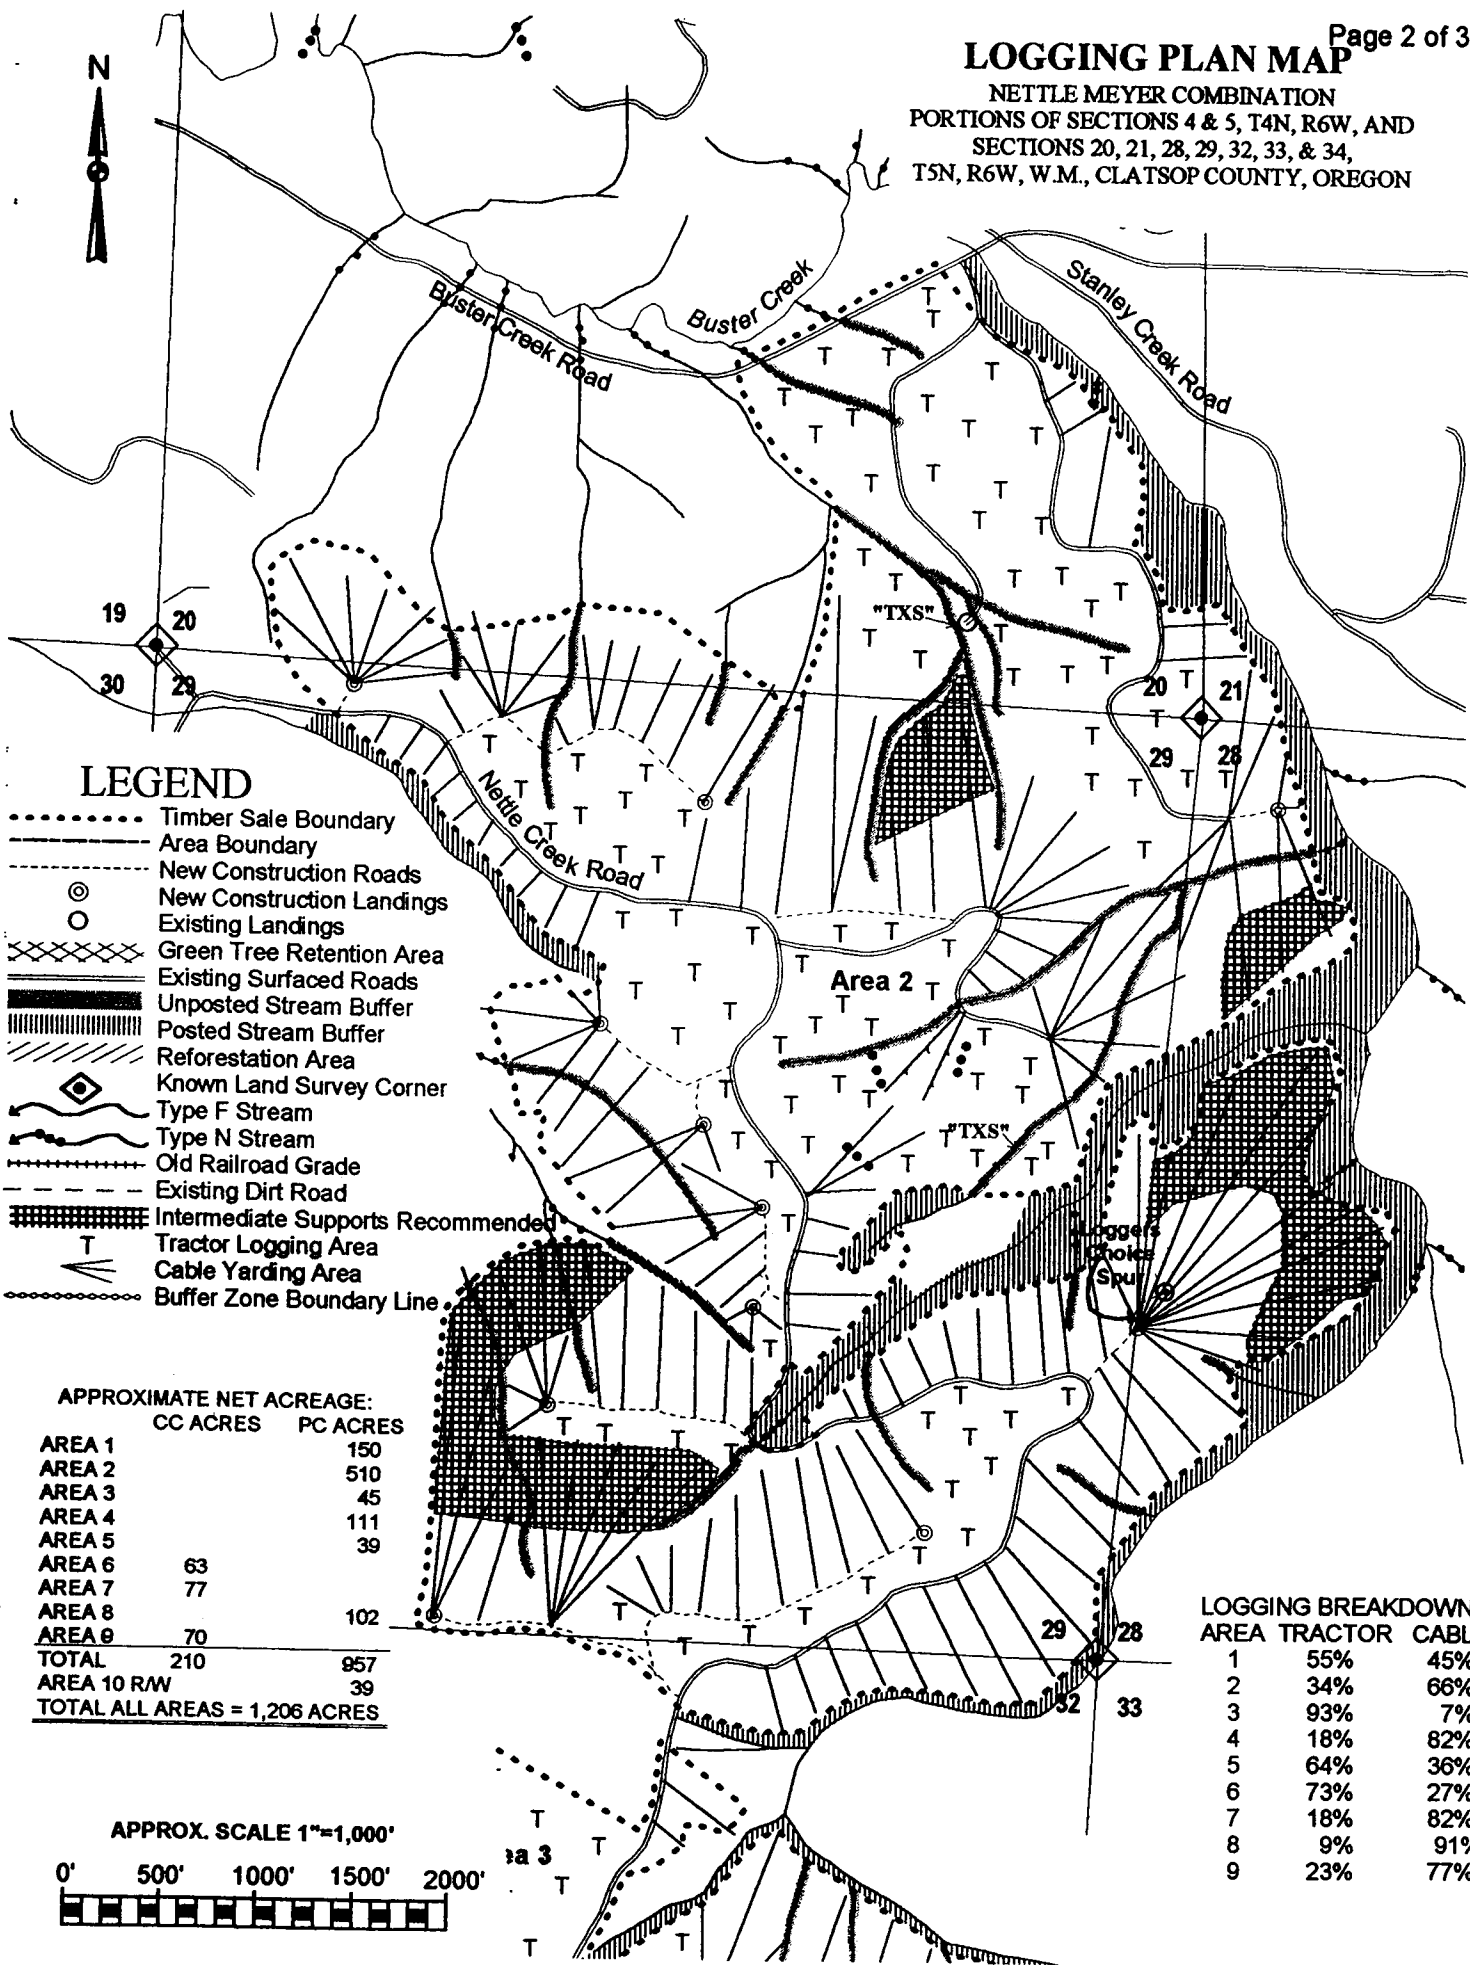 Page 2 of 3
LOGGING PLAN MAP
NETTLE MEYER COMBINATION
PORTIONS OF SECTIONS 4 & 5, T4N, R6W, AND
SECTIONS 20, 21, 28, 29, 32, 33, & 34,
T5N, R6W, W.M., CLATSOP COUNTY, OREGON
N
Stanley Creek Road
Buster Creek
Buster Creek Road
"TXS"
19 20
30 29
20 21
29 28
Nettle Creek Road
LEGEND
Timber Sale Boundary
Area Boundary
New Construction Roads
New Construction Landings
Existing Landings
Green Tree Retention Area
Existing Surfaced Roads
Unposted Stream Buffer
Posted Stream Buffer
Reforestation Area
Known Land Survey Corner
Type F Stream
Type N Stream
Old Railroad Grade
Existing Dirt Road
Intermediate Supports Recommended
T Tractor Logging Area
Cable Yarding Area
Buffer Zone Boundary Line
Area 2
"TXS"
Loggers
Choice
Spur
APPROXIMATE NET ACREAGE:
CC ACRES PC ACRES
AREA 1 150
AREA 2 510
AREA 3 45
AREA 4 111
AREA 5 39
AREA 6 63
AREA 7 77
AREA 8 102
AREA 9 70
TOTAL 210 957
AREA 10 R/W 39
TOTAL ALL AREAS = 1,206 ACRES
29 28
32 33
LOGGING BREAKDOWN
AREA TRACTOR CABL
1 55% 45%
2 34% 66%
3 93% 7%
4 18% 82%
5 64% 36%
6 73% 27%
7 18% 82%
8 9% 91%
9 23% 77%
APPROX. SCALE 1"=1,000'
0' 500' 1000' 1500' 2000'
ea 3